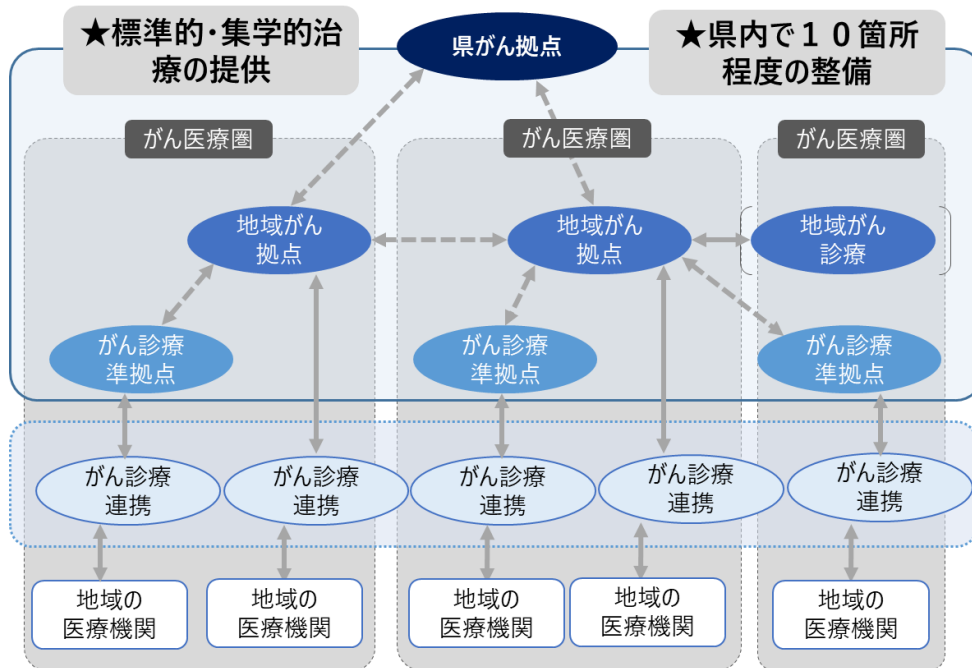 ★標準的・集学的治
療の提供
県がん拠点
★県内で１０箇所
程度の整備
がん医療圏
がん医療圏
がん医療圏
地域がん
拠点
地域がん
拠点
地域がん
診療
がん診療
準拠点
がん診療
準拠点
がん診療
準拠点
がん診療
連携
がん診療
連携
がん診療
連携
がん診療
連携
がん診療
連携
地域の
医療機関
地域の
医療機関
地域の
医療機関
地域の
医療機関
地域の
医療機関